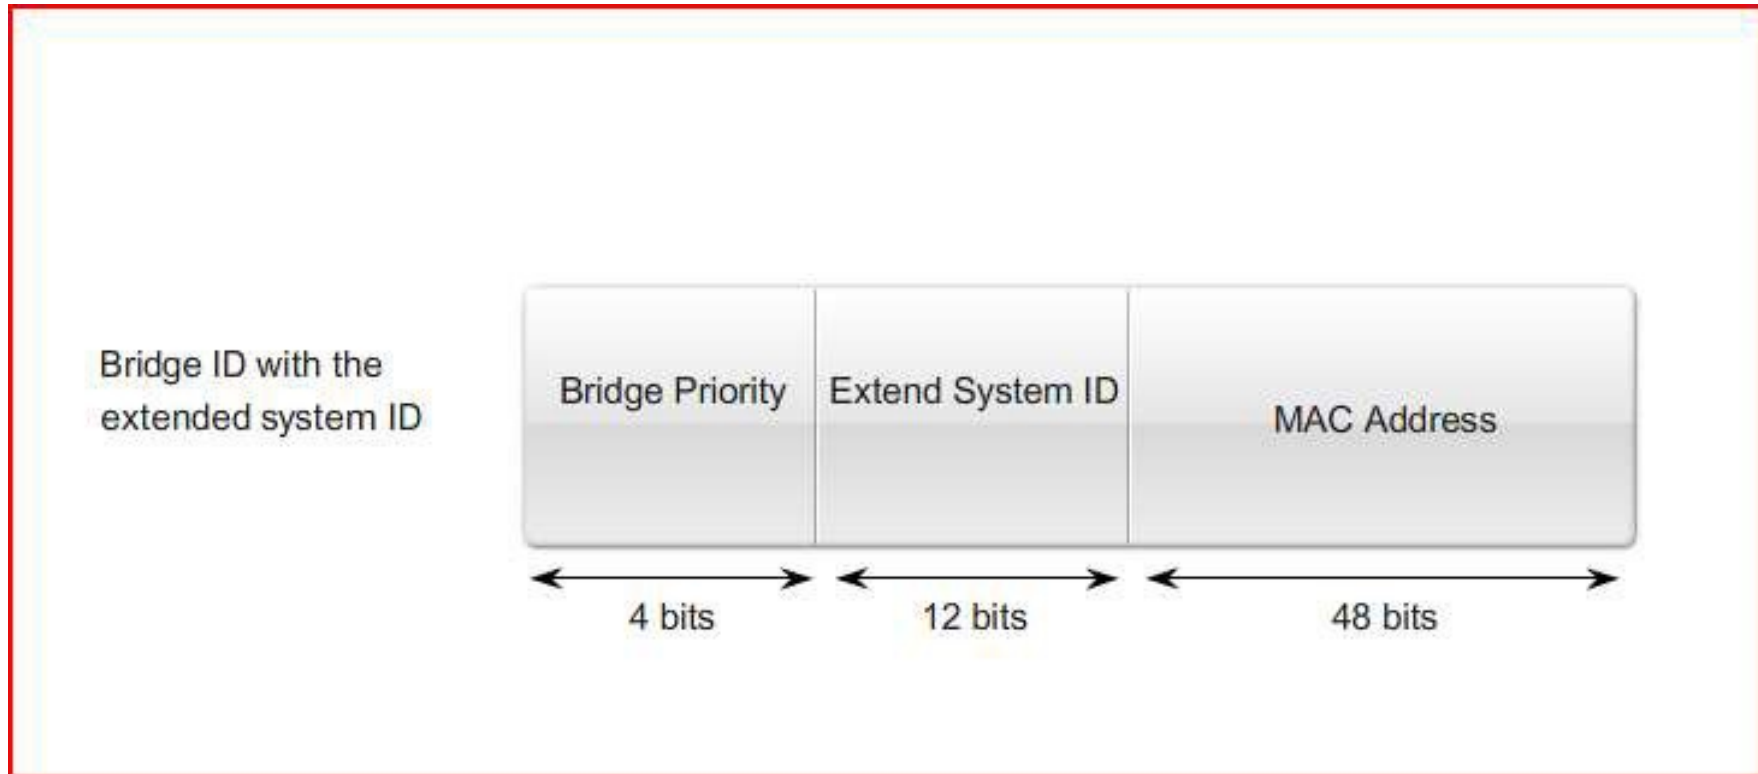 Bridge ID with the
extended system ID
Bridge Priority
Extend System ID
MAC Address
4 bits
12 bits
48 bits